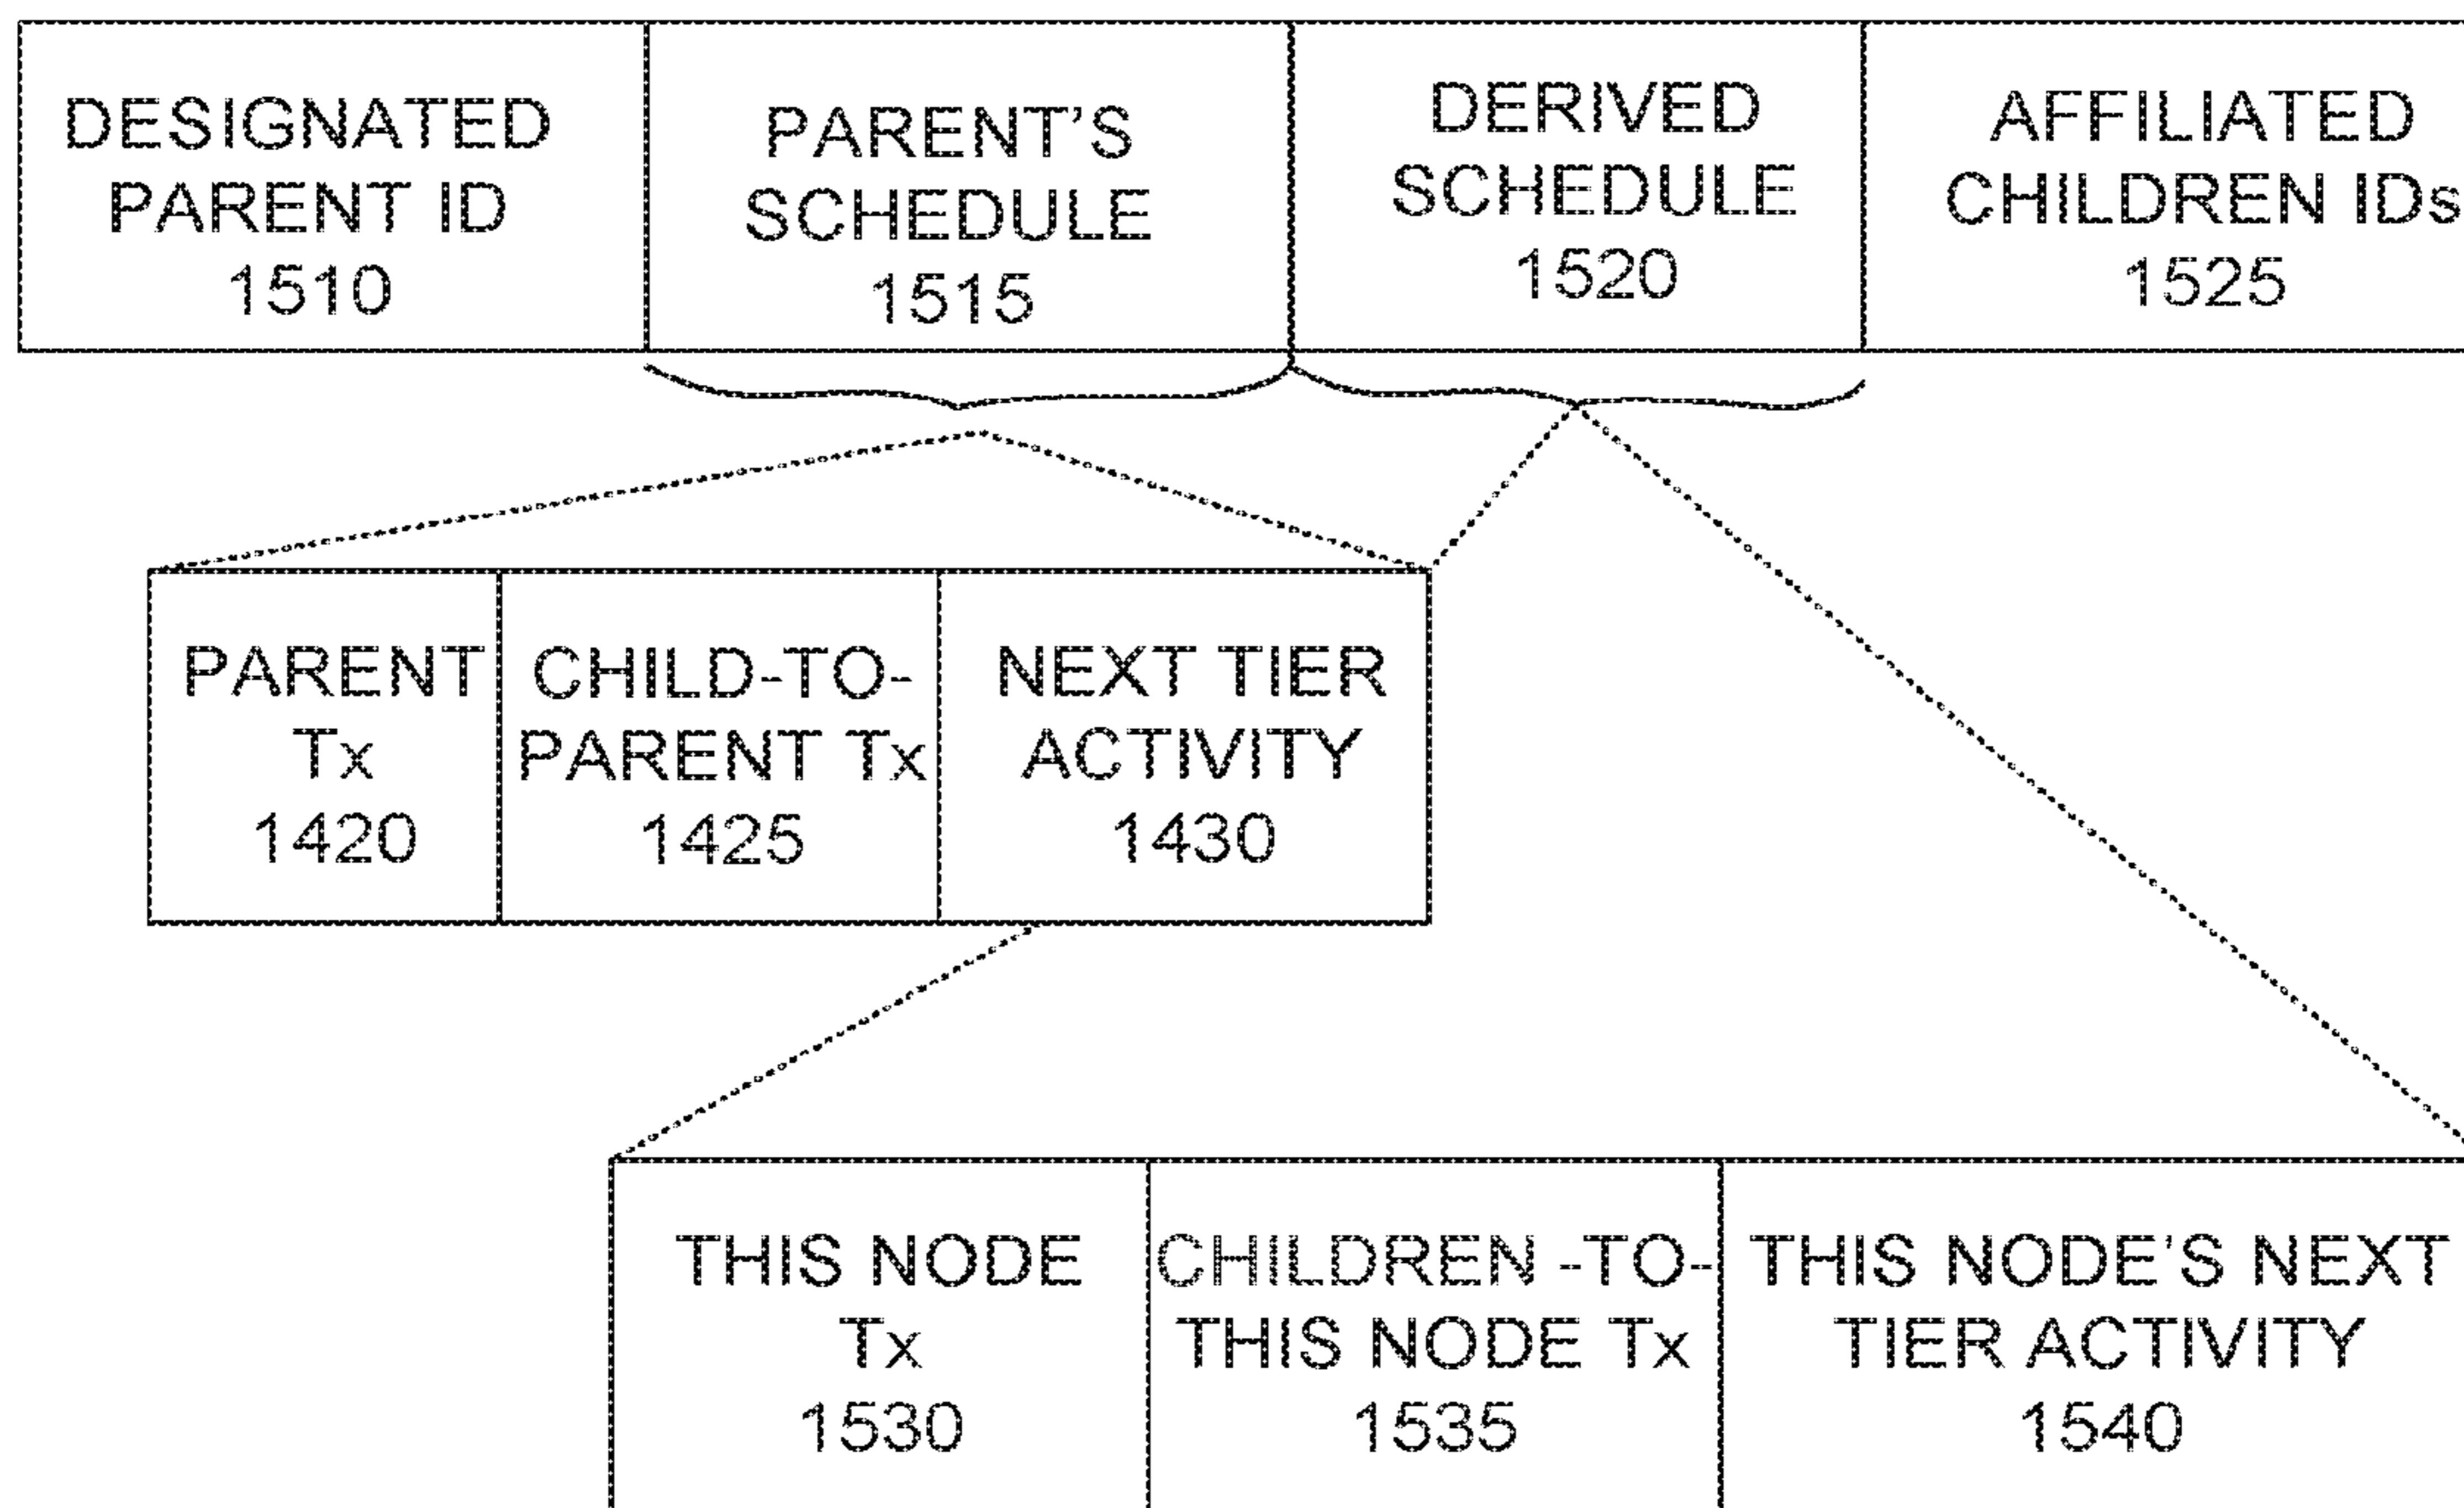 DESIGNATED
PARENT ID
1510
PARENT'S
SCHEDULE
1515
DERIVED
SCHEDULE
1520
AFFILIATED
CHILDREN IDs
1525
PARENT
Tx
1420
CHILD-TO-
PARENT Tx
1425
NEXT TIER
ACTIVITY
1430
THIS NODE
Tx
1530
CHILDREN -TO-
THIS NODE Tx
1535
THIS NODE'S NEXT
TIER ACTIVITY
1540